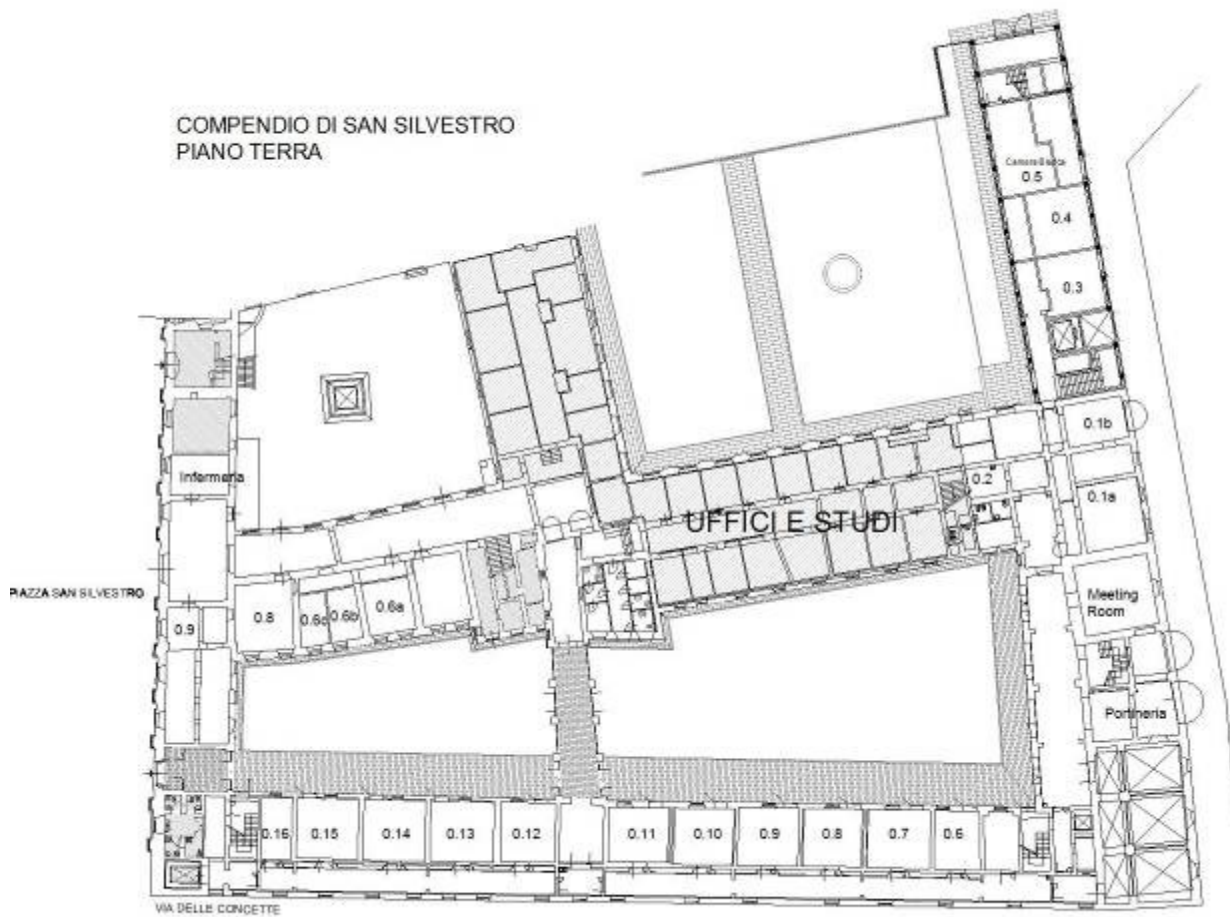 COMPENDIO DI SAN SILVESTRO
PIANO TERRA
0.5
0.4
0.3
0.1b
Infermeria
0.2
0.1a
UFFICI E STUDI
PIAZZA SAN SILVESTRO
Meeting
Room
0.9
0.8
0.6c
0.6b
0.6a
Portineria
0.16
0.15
0.14
0.13
0.12
0.11
0.10
0.9
0.8
0.7
0.6
VIA DELLE CONCETTE